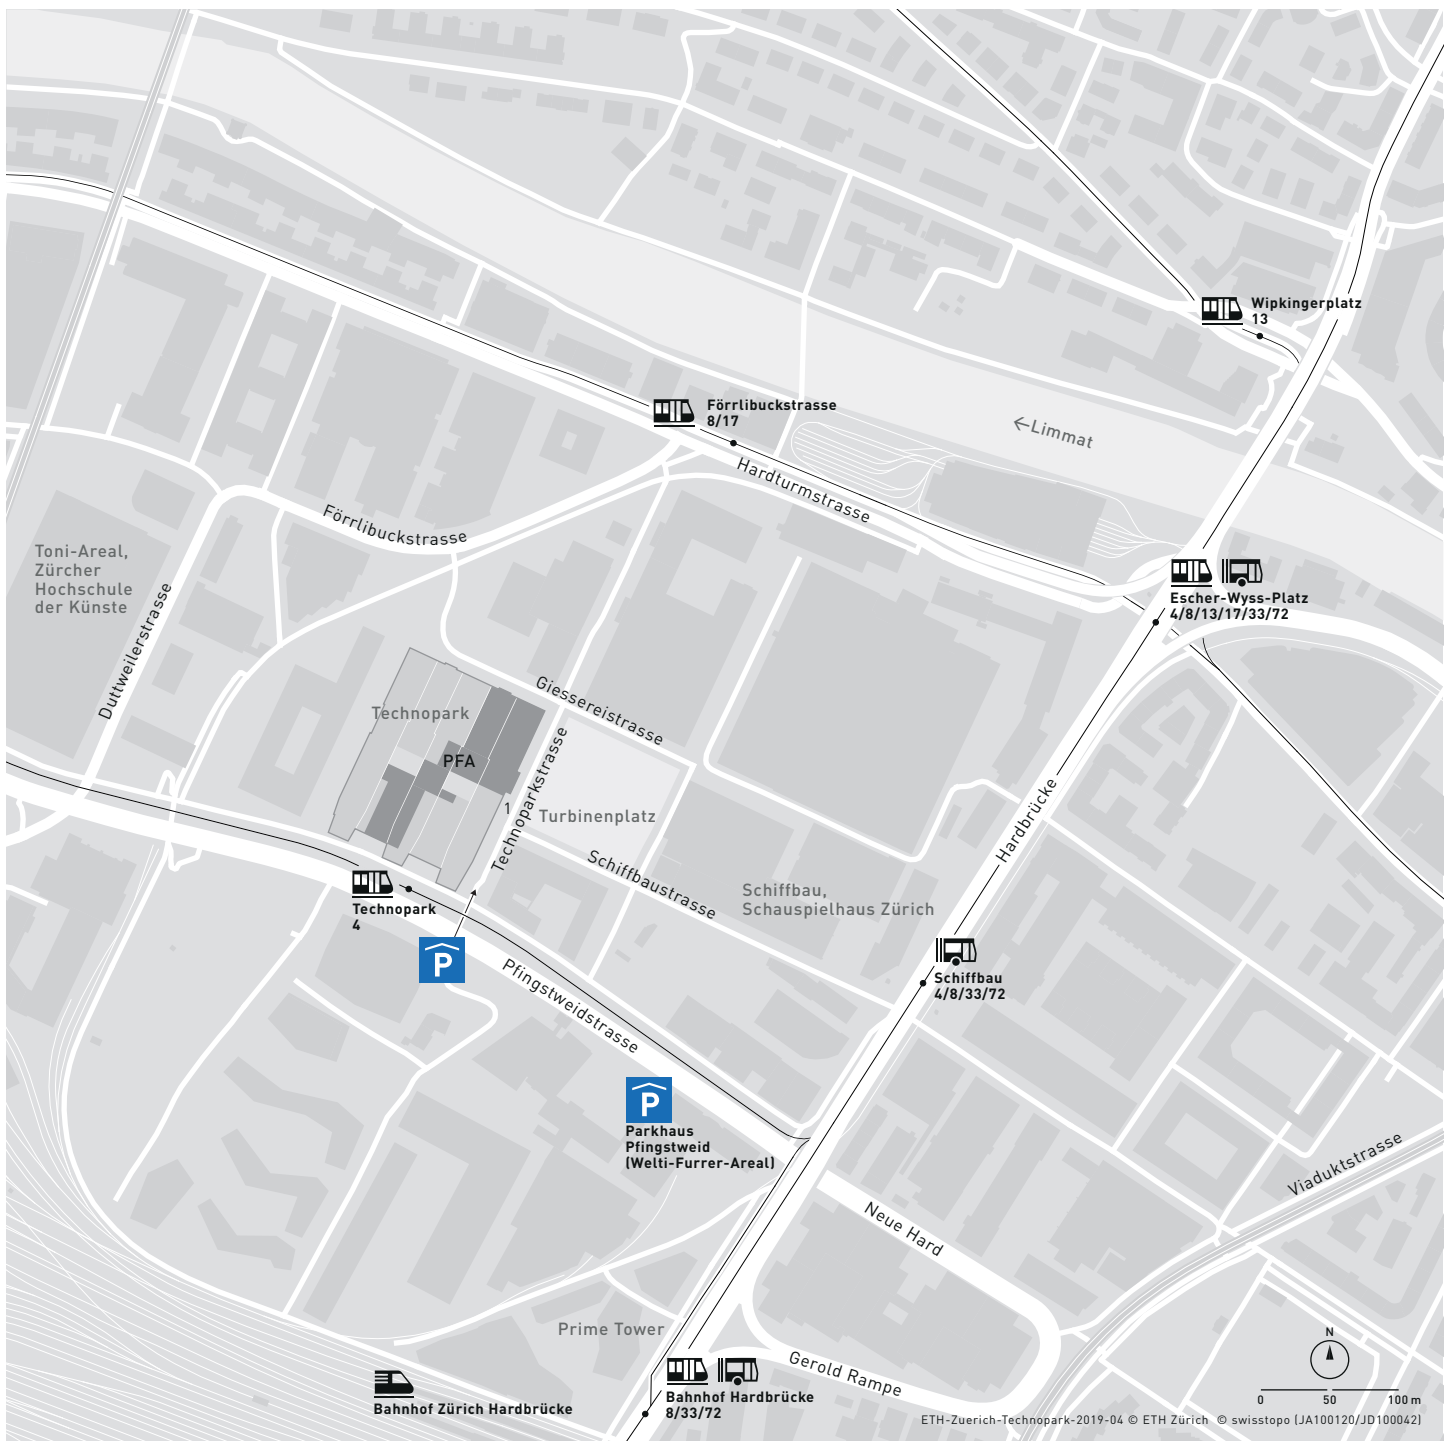 Wipkingerplatz
13
Förrlibuckstrasse
8/17
←Limmat
Hardturmstrasse
Förrlibuckstrasse
Toni-Areal,
Zürcher
Hochschule
der Künste
Duttweilerstrasse
Escher-Wyss-Platz
4/8/13/17/33/72
Giessereistrasse
Technopark
PFA
1
Technoparkstrasse
Turbinenplatz
Schiffbaustrasse
Hardbrücke
Schiffbau,
Schauspielhaus Zürich
Technopark
4
P
Pfingstweidstrasse
Schiffbau
4/8/33/72
P
Parkhaus
Pfingstweid
(Welti-Furrer-Areal)
Viaduktstrasse
Neue Hard
Prime Tower
Gerold Rampe
Bahnhof Zürich Hardbrücke
Bahnhof Hardbrücke
8/33/72
N
0 50 100 m
ETH-Zuerich-Technopark-2019-04 © ETH Zürich © swisstopo (JA100120/JD100042)